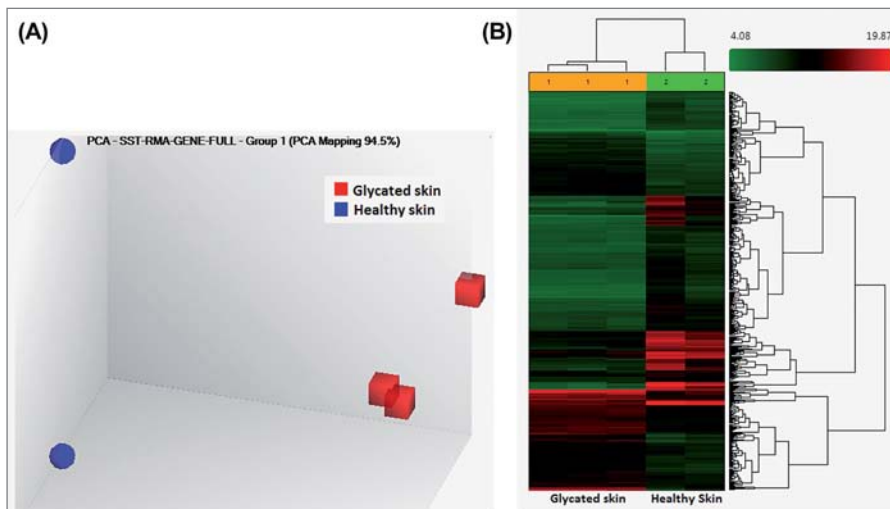 (A)
PCA - SST-RMA-GENE-FULL - Group 1 (PCA Mapping 94.5%)
Glycated skin
Healthy skin
(B)
4.08 19.87
1 1 1 2 2
Glycated skin Healthy Skin